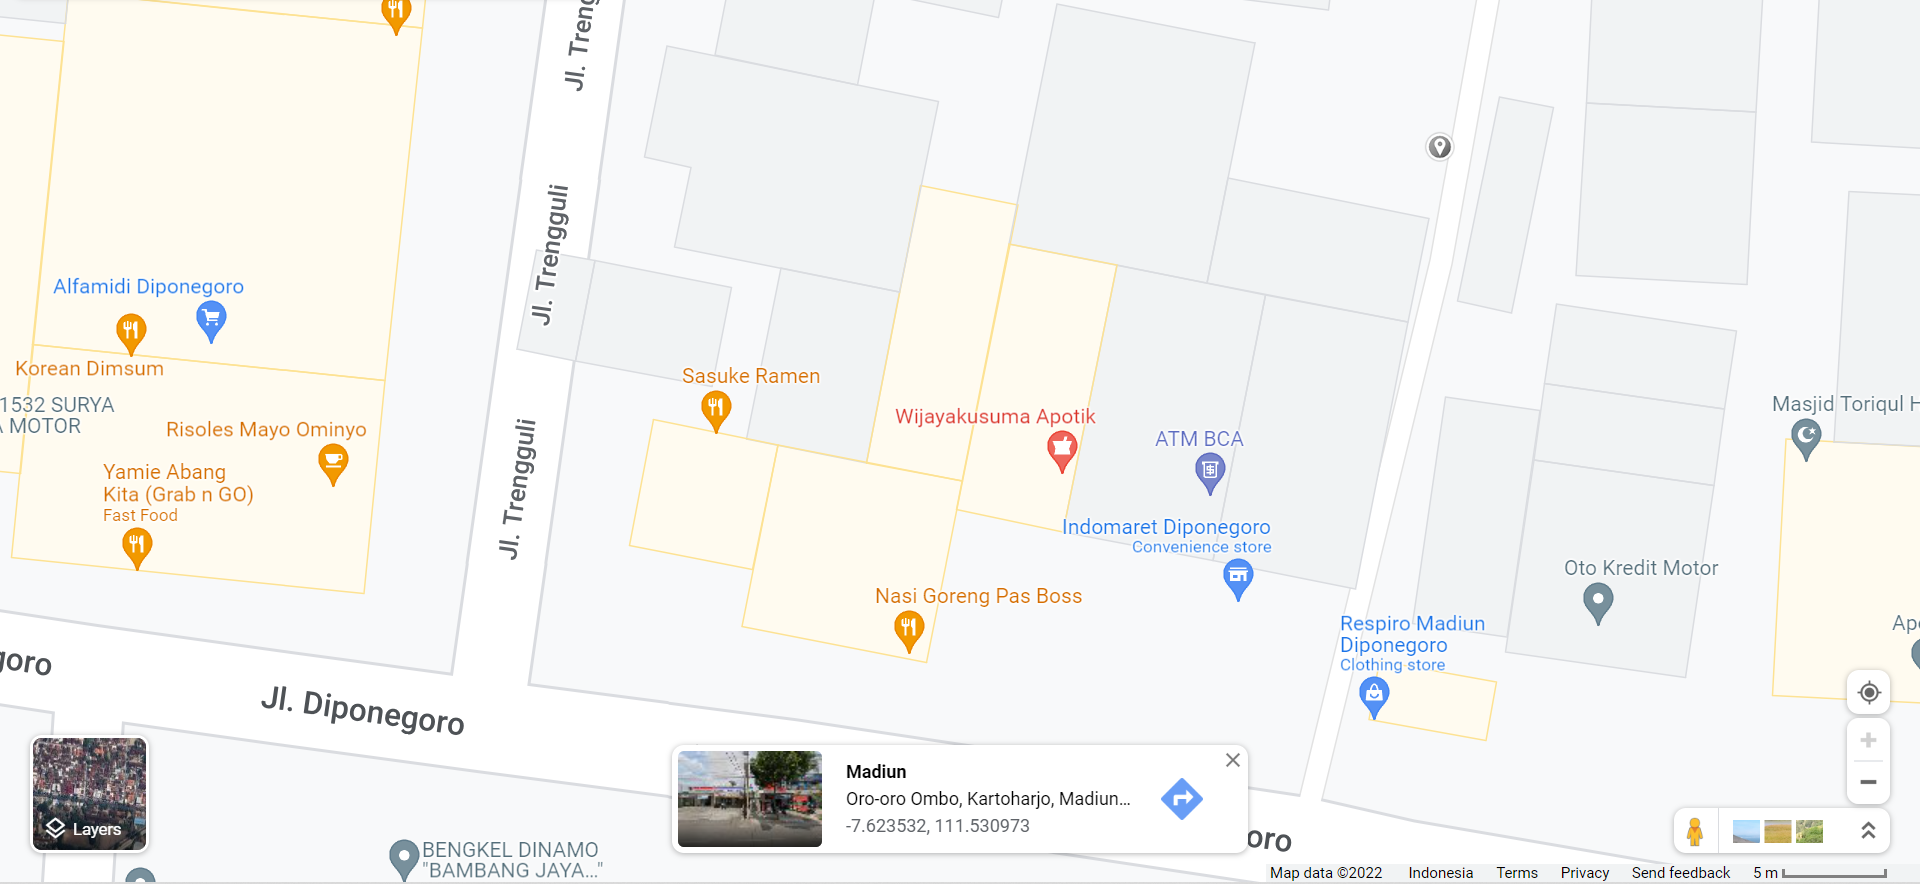 Jl. Treng
Alfamidi Diponegoro
Jl. Trengguli
Korean Dimsum
Sasuke Ramen
1532 SURYA
MOTOR
Risoles Mayo Ominyo
Wijayakusuma Apotik
Masjid Toriqul H
ATM BCA
Yamie Abang
Kita (Grab n GO)
Fast Food
Jl. Trengguli
Indomaret Diponegoro
Convenience store
Oto Kredit Motor
Nasi Goreng Pas Boss
Respiro Madiun
Diponegoro
Clothing store
Apo
goro
Jl. Diponegoro
Madiun
Oro-oro Ombo, Kartoharjo, Madiun...
-7.623532, 111.530973
oro
Layers
BENGKEL DINAMO
"BAMBANG JAYA..."
Map data ©2022 Indonesia Terms Privacy Send feedback 5 m